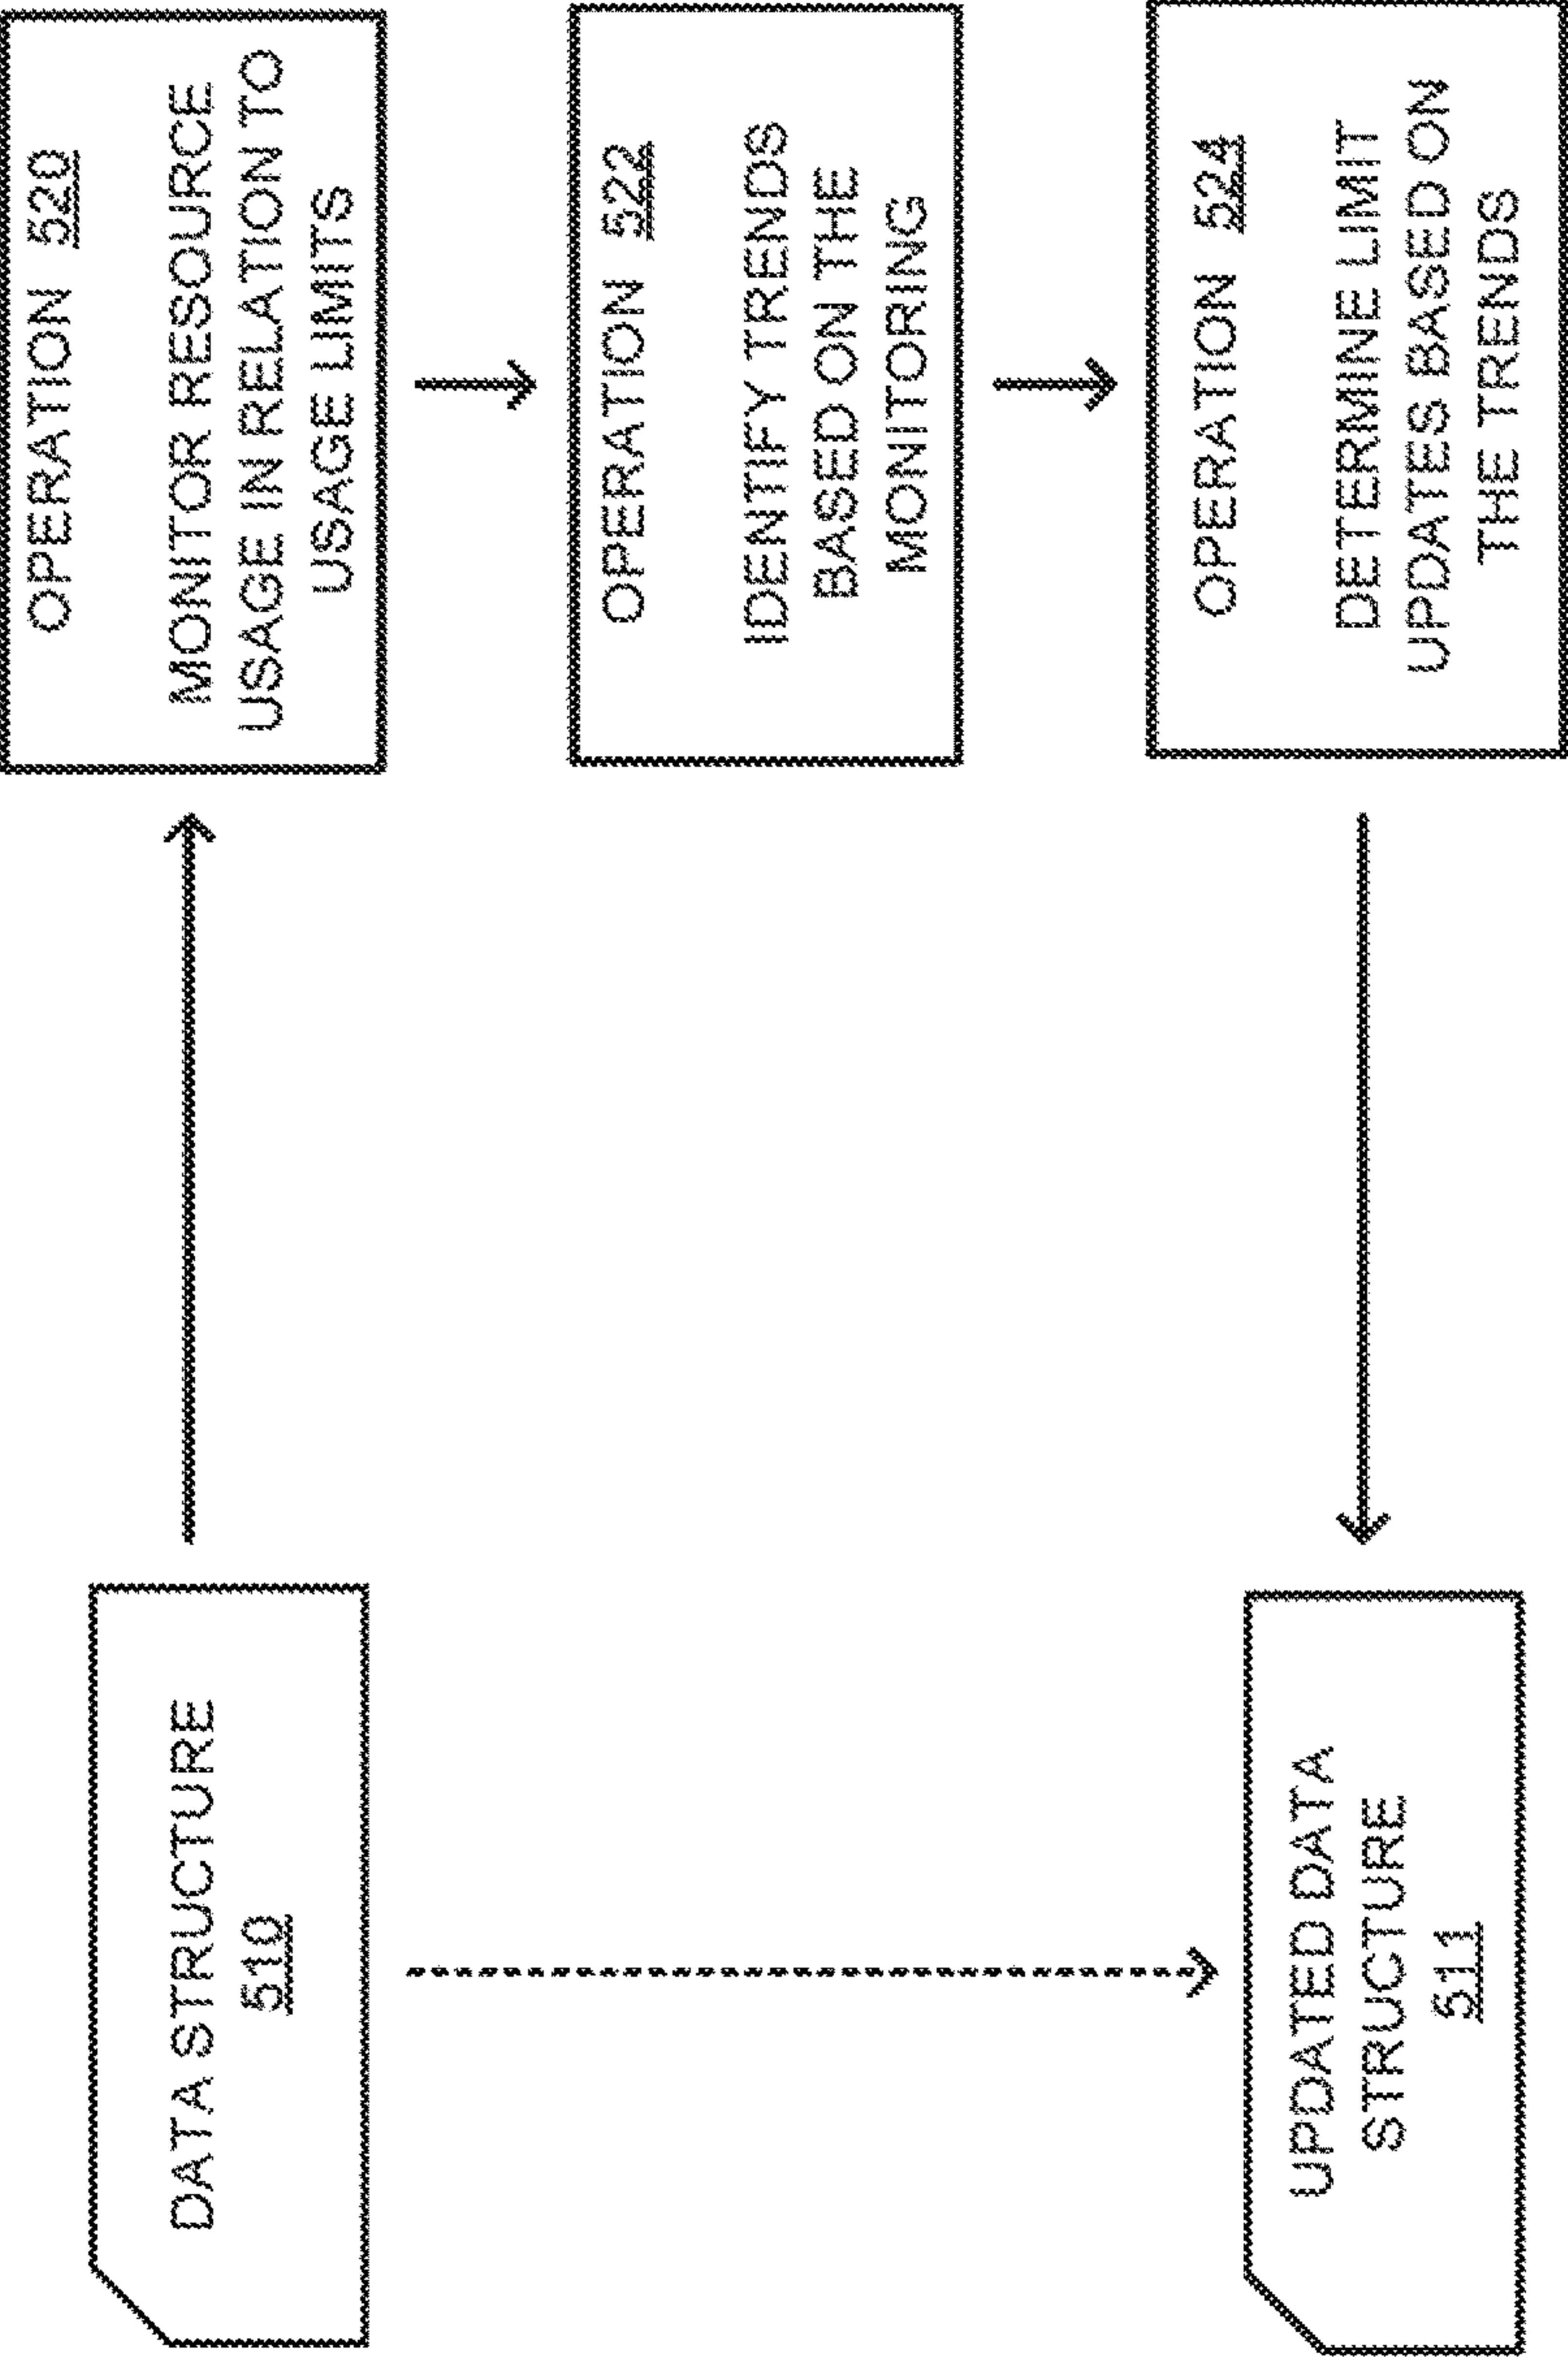 DATA STRUCTURE
510
OPERATION 520
MONITOR RESOURCE
USAGE IN RELATION TO
USAGE LIMITS
OPERATION 522
IDENTIFY TRENDS
BASED ON THE
MONITORING
OPERATION 524
DETERMINE LIMIT
UPDATES BASED ON
THE TRENDS
UPDATED DATA
STRUCTURE
511